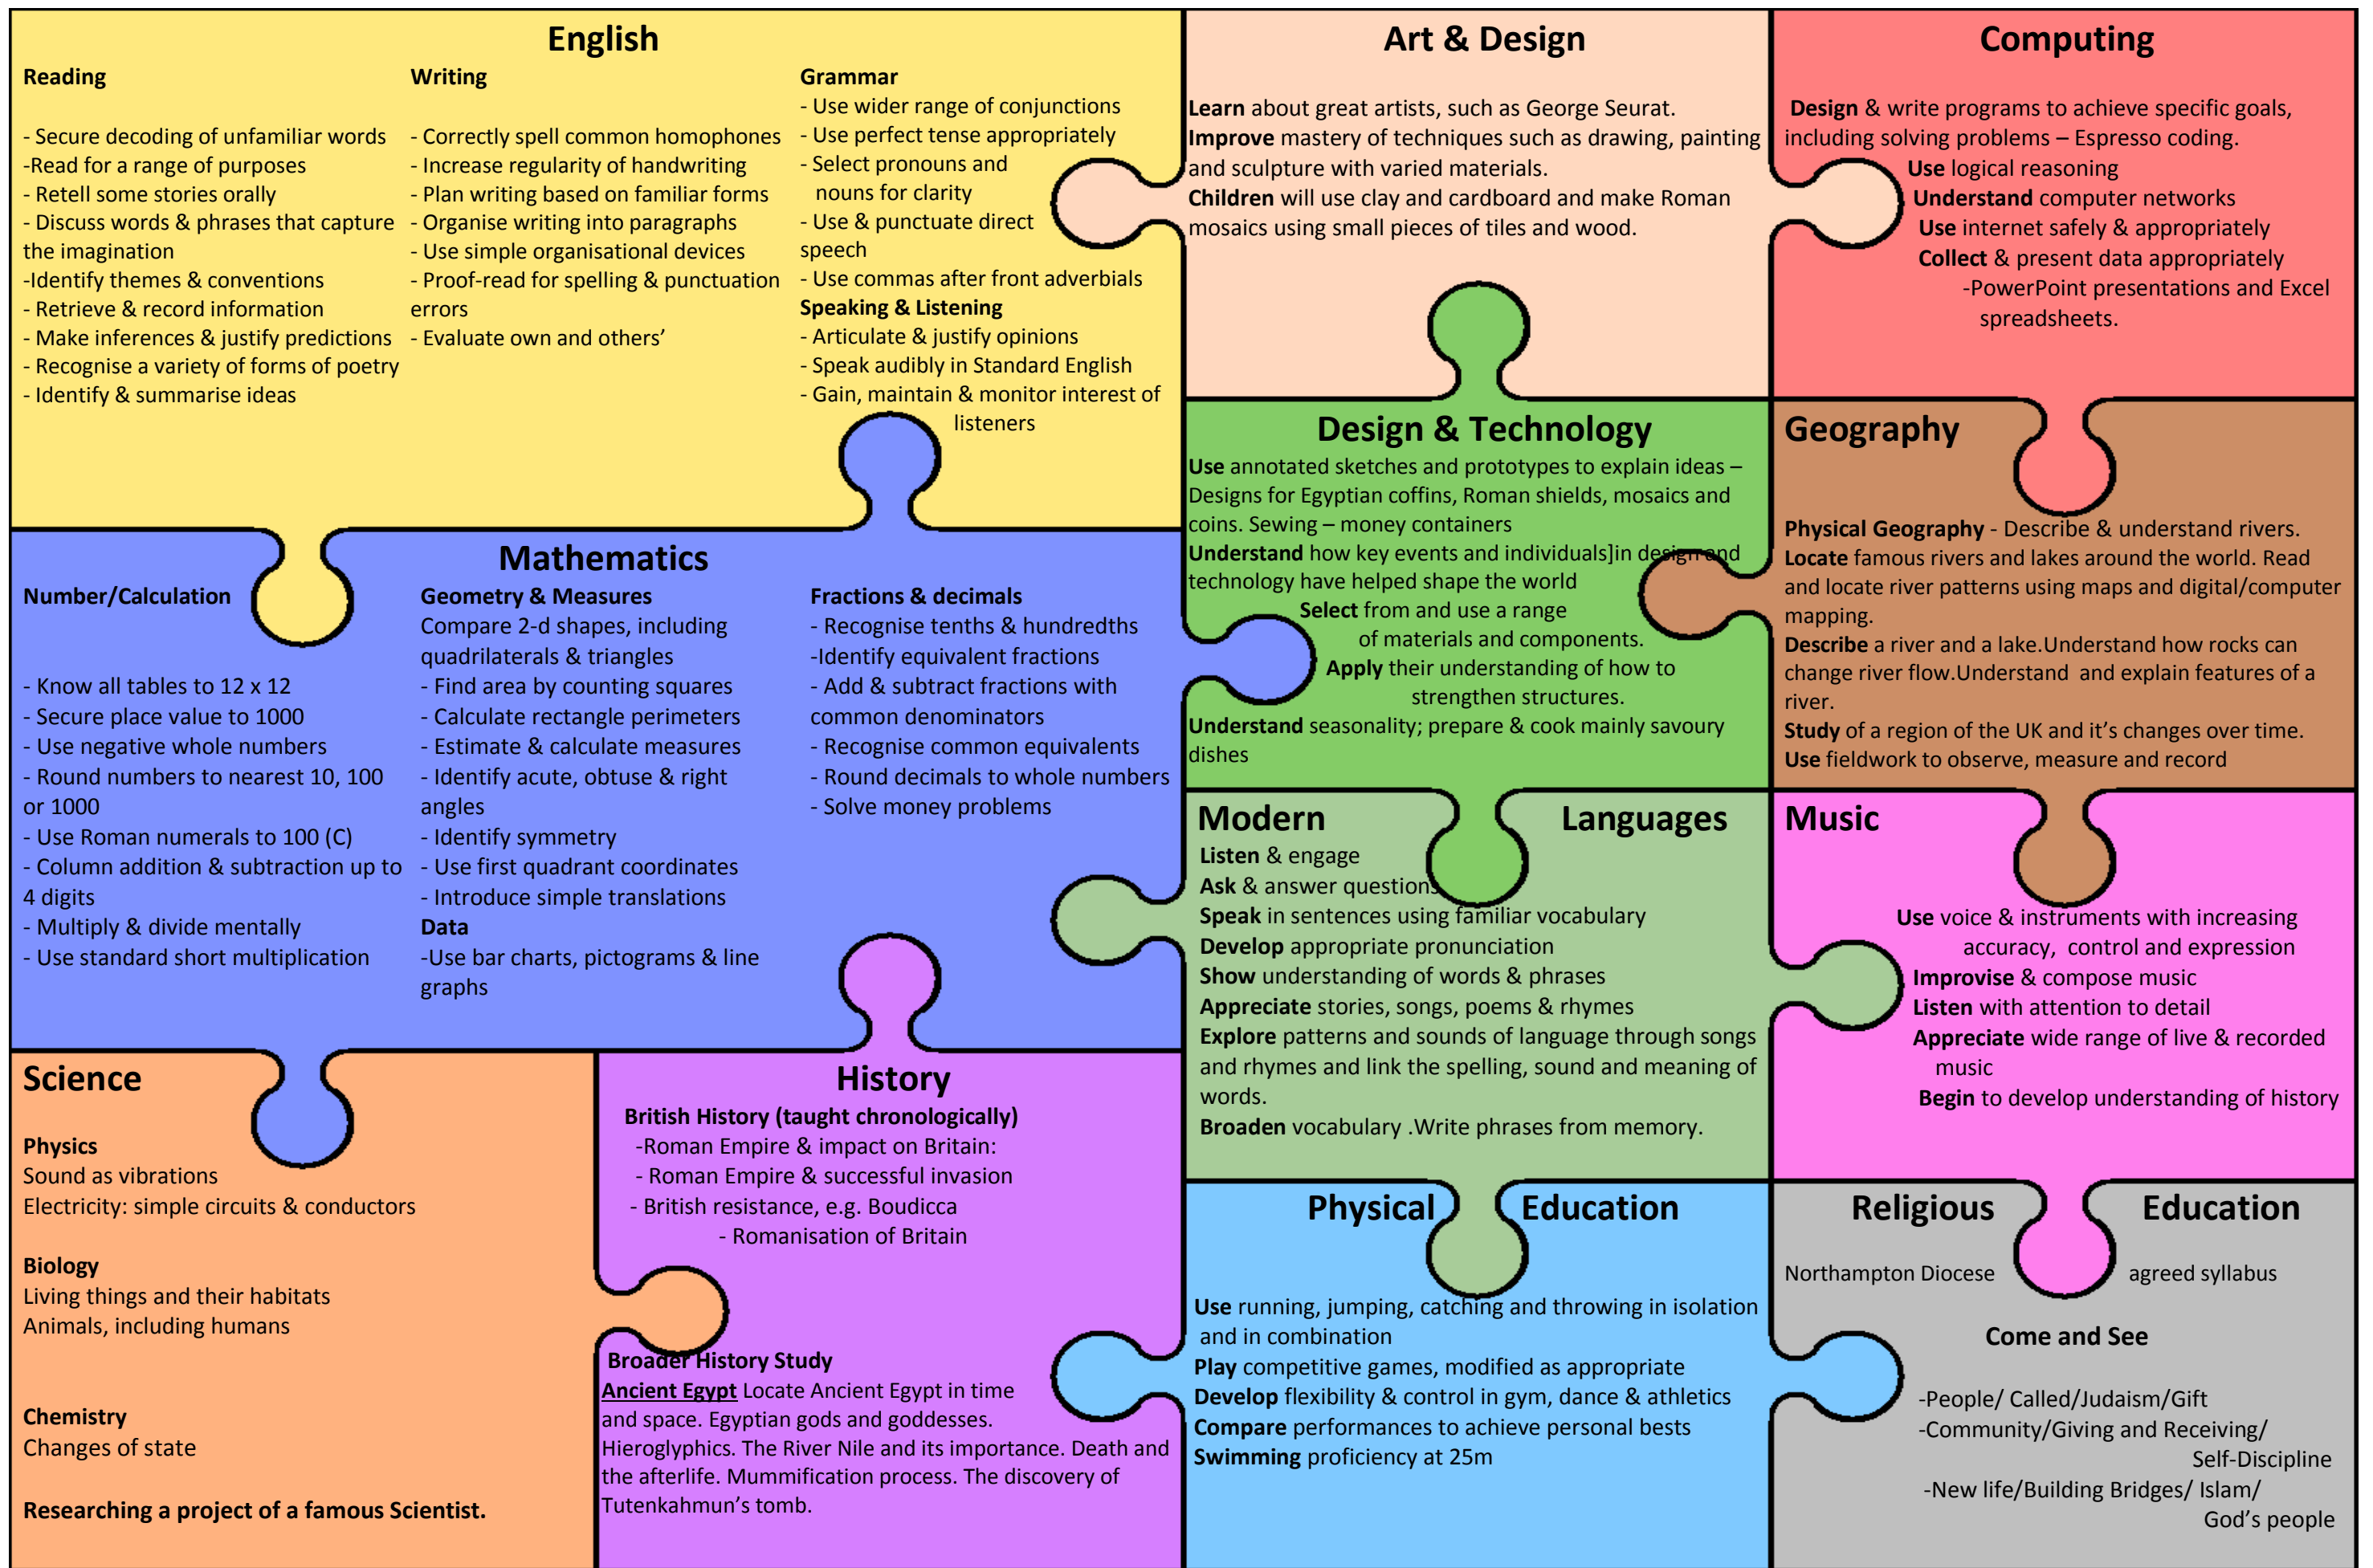 English
Reading
- Secure decoding of unfamiliar words
-Read for a range of purposes
- Retell some stories orally
- Discuss words & phrases that capture
the imagination
-Identify themes & conventions
- Retrieve & record information
- Make inferences & justify predictions
- Recognise a variety of forms of poetry
- Identify & summarise ideas
Writing
- Correctly spell common homophones
- Increase regularity of handwriting
- Plan writing based on familiar forms
- Organise writing into paragraphs
- Use simple organisational devices
- Proof-read for spelling & punctuation
errors
- Evaluate own and others’
Grammar
- Use wider range of conjunctions
- Use perfect tense appropriately
- Select pronouns and
nouns for clarity
- Use & punctuate direct
speech
- Use commas after front adverbials
Speaking & Listening
- Articulate & justify opinions
- Speak audibly in Standard English
- Gain, maintain & monitor interest of
listeners
Art & Design
Learn about great artists, such as George Seurat.
Improve mastery of techniques such as drawing, painting
and sculpture with varied materials.
Children will use clay and cardboard and make Roman
mosaics using small pieces of tiles and wood.
Computing
Design & write programs to achieve specific goals,
including solving problems – Espresso coding.
Use logical reasoning
Understand computer networks
Use internet safely & appropriately
Collect & present data appropriately
-PowerPoint presentations and Excel
spreadsheets.
Mathematics
Number/Calculation
- Know all tables to 12 x 12
- Secure place value to 1000
- Use negative whole numbers
- Round numbers to nearest 10, 100
or 1000
- Use Roman numerals to 100 (C)
- Column addition & subtraction up to
4 digits
- Multiply & divide mentally
- Use standard short multiplication
Geometry & Measures
Compare 2-d shapes, including
quadrilaterals & triangles
- Find area by counting squares
- Calculate rectangle perimeters
- Estimate & calculate measures
- Identify acute, obtuse & right
angles
- Identify symmetry
- Use first quadrant coordinates
- Introduce simple translations
Data
-Use bar charts, pictograms & line
graphs
Fractions & decimals
- Recognise tenths & hundredths
-Identify equivalent fractions
- Add & subtract fractions with
common denominators
- Recognise common equivalents
- Round decimals to whole numbers
- Solve money problems
Design & Technology
Use annotated sketches and prototypes to explain ideas –
Designs for Egyptian coffins, Roman shields, mosaics and
coins. Sewing – money containers
Understand how key events and individuals]in design and
technology have helped shape the world
Select from and use a range
of materials and components.
Apply their understanding of how to
strengthen structures.
Understand seasonality; prepare & cook mainly savoury
dishes
Geography
Physical Geography - Describe & understand rivers.
Locate famous rivers and lakes around the world. Read
and locate river patterns using maps and digital/computer
mapping.
Describe a river and a lake.Understand how rocks can
change river flow.Understand and explain features of a
river.
Study of a region of the UK and it’s changes over time.
Use fieldwork to observe, measure and record
Modern Languages
Listen & engage
Ask & answer questions
Speak in sentences using familiar vocabulary
Develop appropriate pronunciation
Show understanding of words & phrases
Appreciate stories, songs, poems & rhymes
Explore patterns and sounds of language through songs
and rhymes and link the spelling, sound and meaning of
words.
Broaden vocabulary .Write phrases from memory.
Music
Use voice & instruments with increasing
accuracy, control and expression
Improvise & compose music
Listen with attention to detail
Appreciate wide range of live & recorded
music
Begin to develop understanding of history
Science
Physics
Sound as vibrations
Electricity: simple circuits & conductors
Biology
Living things and their habitats
Animals, including humans
Chemistry
Changes of state
Researching a project of a famous Scientist.
History
British History (taught chronologically)
-Roman Empire & impact on Britain:
- Roman Empire & successful invasion
- British resistance, e.g. Boudicca
- Romanisation of Britain
Broader History Study
Ancient Egypt Locate Ancient Egypt in time
and space. Egyptian gods and goddesses.
Hieroglyphics. The River Nile and its importance. Death and
the afterlife. Mummification process. The discovery of
Tutenkahmun’s tomb.
Physical Education
Use running, jumping, catching and throwing in isolation
and in combination
Play competitive games, modified as appropriate
Develop flexibility & control in gym, dance & athletics
Compare performances to achieve personal bests
Swimming proficiency at 25m
Religious Education
Northampton Diocese agreed syllabus
Come and See
-People/ Called/Judaism/Gift
-Community/Giving and Receiving/
Self-Discipline
-New life/Building Bridges/ Islam/
God’s people